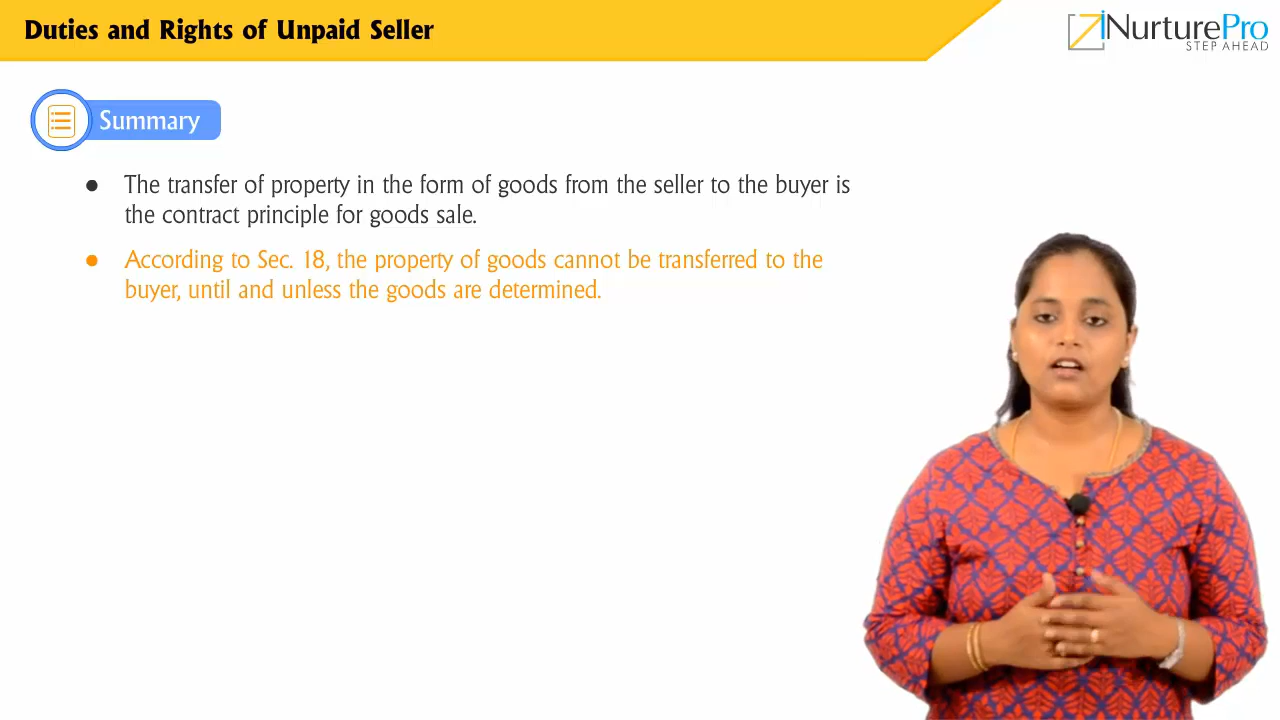 Duties and Rights of Unpaid Seller
iNurturePro
STEP AHEAD
Summary
● The transfer of property in the form of goods from the seller to the buyer is
the contract principle for goods sale.
● According to Sec. 18, the property of goods cannot be transferred to the
buyer, until and unless the goods are determined.